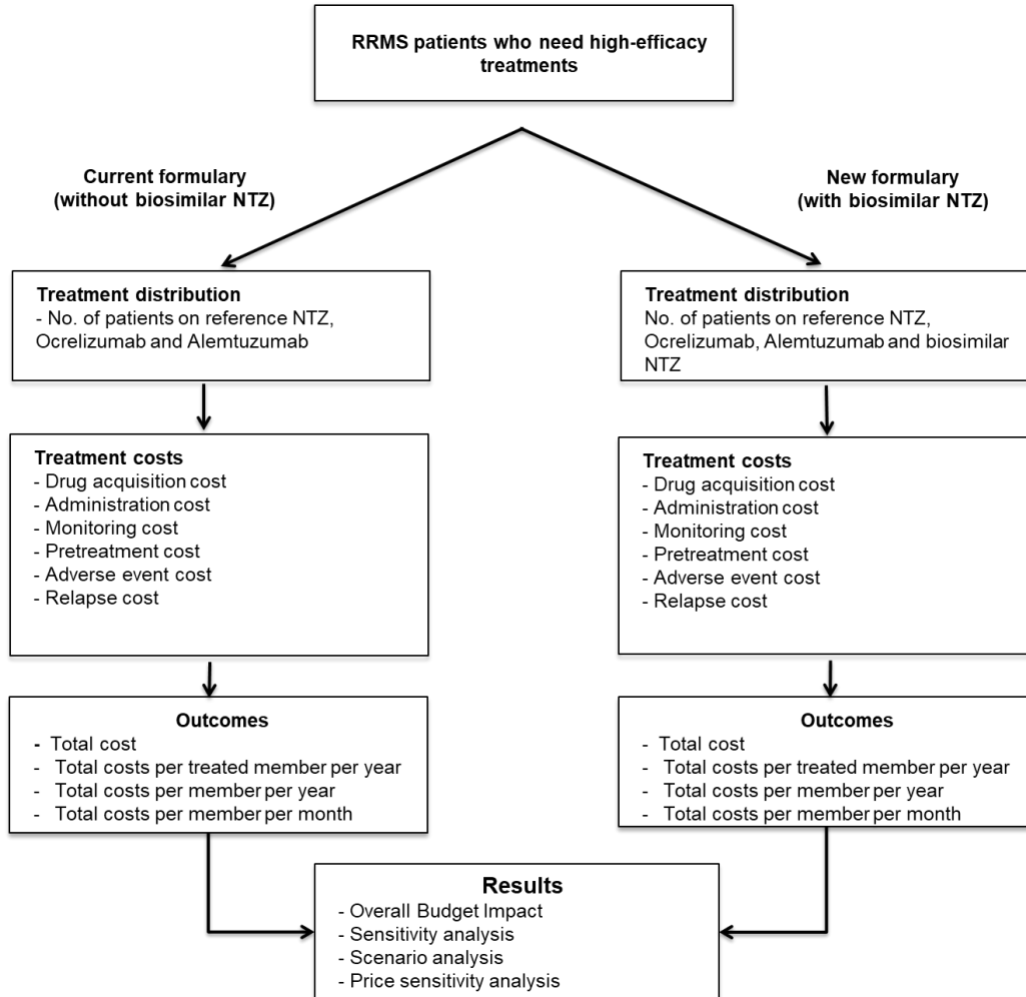 RRMS patients who need high-efficacy
treatments
Current formulary
(without biosimilar NTZ)
New formulary
(with biosimilar NTZ)
Treatment distribution
- No. of patients on reference NTZ,
Ocrelizumab and Alemtuzumab
Treatment distribution
No. of patients on reference NTZ,
Ocrelizumab, Alemtuzumab and biosimilar
NTZ
Treatment costs
- Drug acquisition cost
- Administration cost
- Monitoring cost
- Pretreatment cost
- Adverse event cost
- Relapse cost
Treatment costs
- Drug acquisition cost
- Administration cost
- Monitoring cost
- Pretreatment cost
- Adverse event cost
- Relapse cost
Outcomes
- Total cost
- Total costs per treated member per year
- Total costs per member per year
- Total costs per member per month
Outcomes
- Total cost
- Total costs per treated member per year
- Total costs per member per year
- Total costs per member per month
Results
- Overall Budget Impact
- Sensitivity analysis
- Scenario analysis
- Price sensitivity analysis